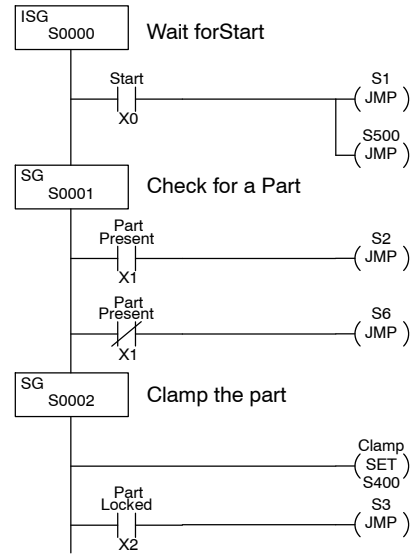 ISG
S0000
Wait forStart
Start
X0
S1
JMP
S500
JMP
SG
S0001
Check for a Part
Part
Present
X1
S2
JMP
Part
Present
X1
S6
JMP
SG
S0002
Clamp the part
Clamp
SET
S400
Part
Locked
X2
S3
JMP